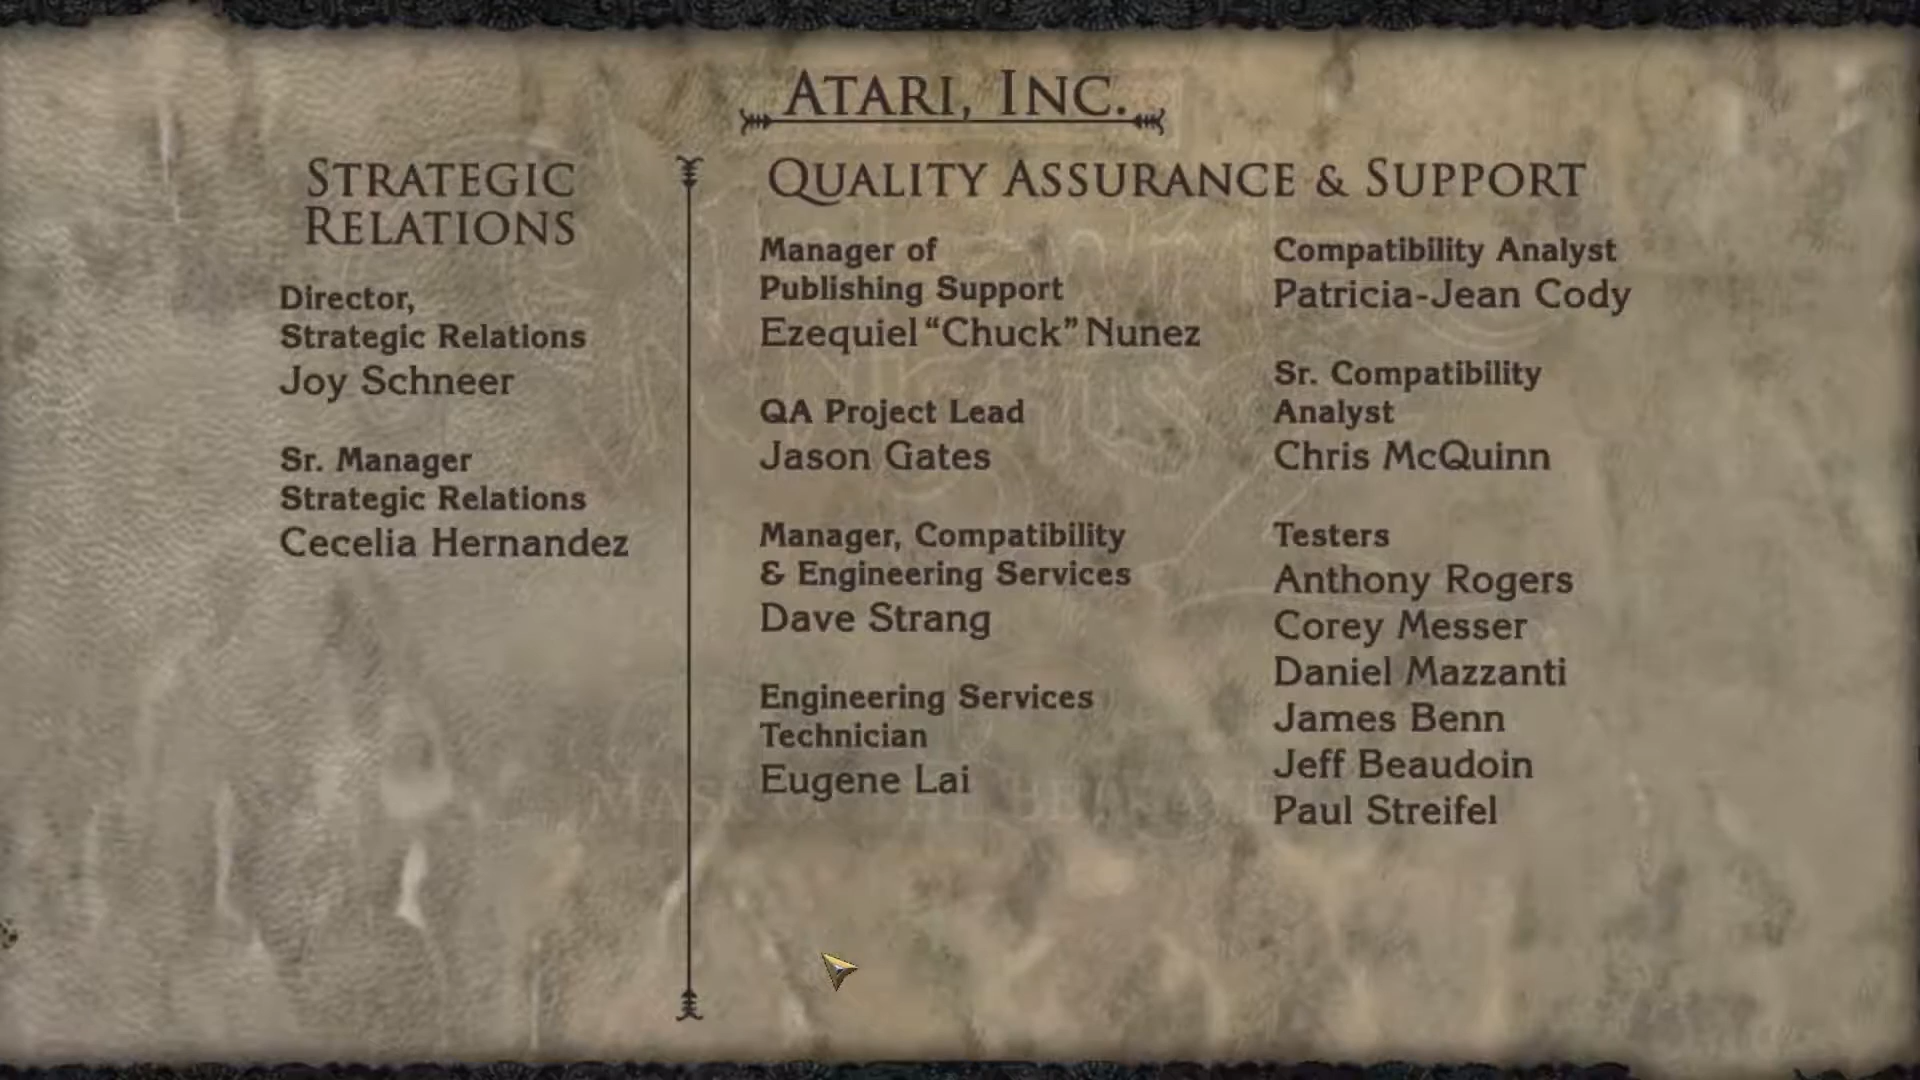 ATARI, INC.
STRATEGIC
RELATIONS
Director,
Strategic Relations
Joy Schneer
Sr. Manager
Strategic Relations
Cecelia Hernandez
QUALITY ASSURANCE & SUPPORT
Manager of
Publishing Support
Ezequiel “Chuck” Nunez
QA Project Lead
Jason Gates
Manager, Compatibility
& Engineering Services
Dave Strang
Engineering Services
Technician
Eugene Lai
Compatibility Analyst
Patricia-Jean Cody
Sr. Compatibility
Analyst
Chris McQuinn
Testers
Anthony Rogers
Corey Messer
Daniel Mazzanti
James Benn
Jeff Beaudoin
Paul Streifel